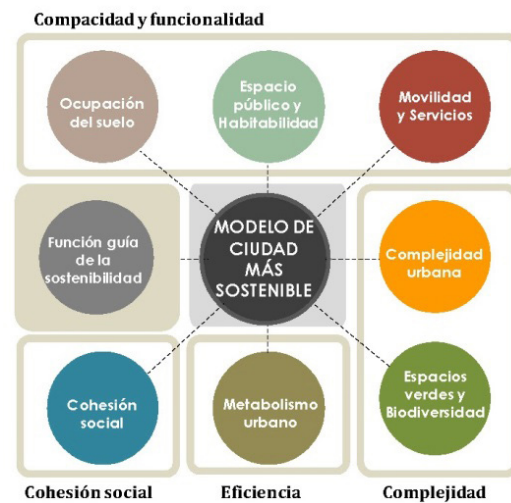 Compacidad y funcionalidad
Ocupación
del suelo
Espacio
público y
Habitabilidad
Movilidad
y Servicios
Función guía
de la
sostenibilidad
MODELO DE
CIUDAD
MÁS
SOSTENIBLE
Complejidad
urbana
Cohesión
social
Metabolismo
urbano
Espacios
verdes y
Biodiversidad
Cohesión social
Eficiencia
Complejidad